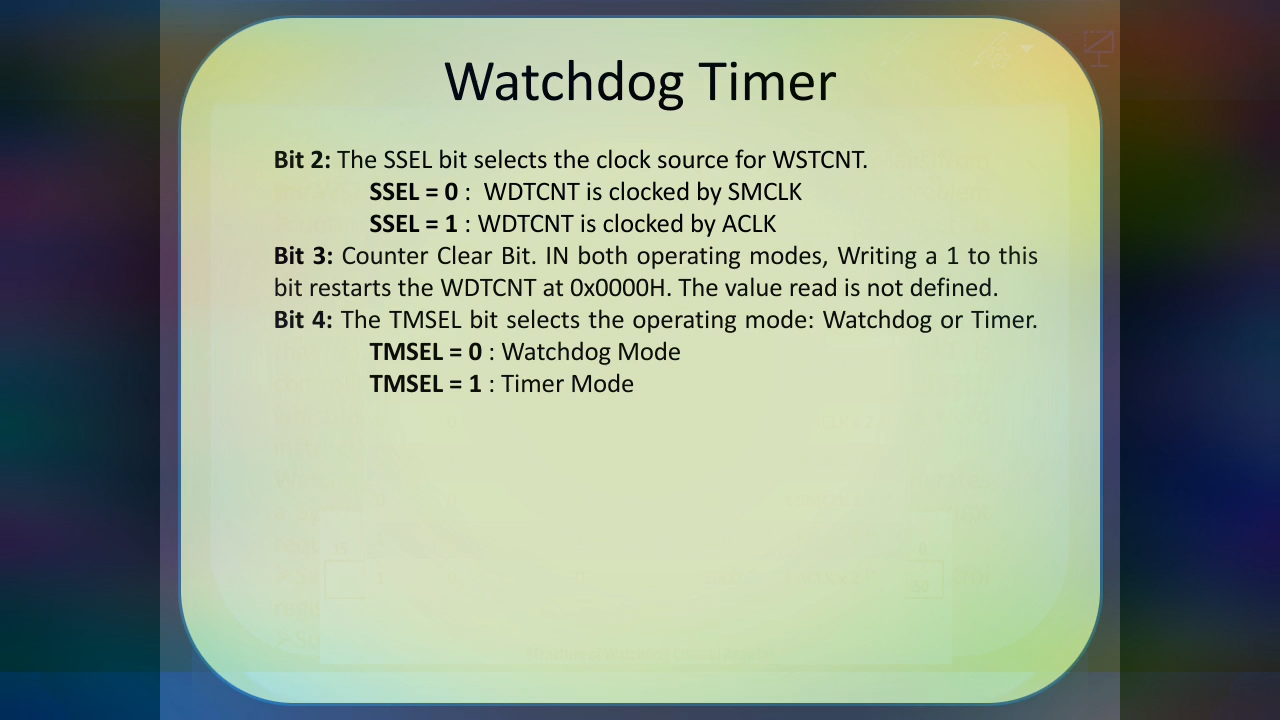 Watchdog Timer
Bit 2: The SSEL bit selects the clock source for WSTCNT.
SSEL = 0 :  WDTCNT is clocked by SMCLK
SSEL = 1 : WDTCNT is clocked by ACLK
Bit 3: Counter Clear Bit. IN both operating modes, Writing a 1 to this
bit restarts the WDTCNT at 0x0000H. The value read is not defined.
Bit 4: The TMSEL bit selects the operating mode: Watchdog or Timer.
TMSEL = 0 : Watchdog Mode
TMSEL = 1 : Timer Mode